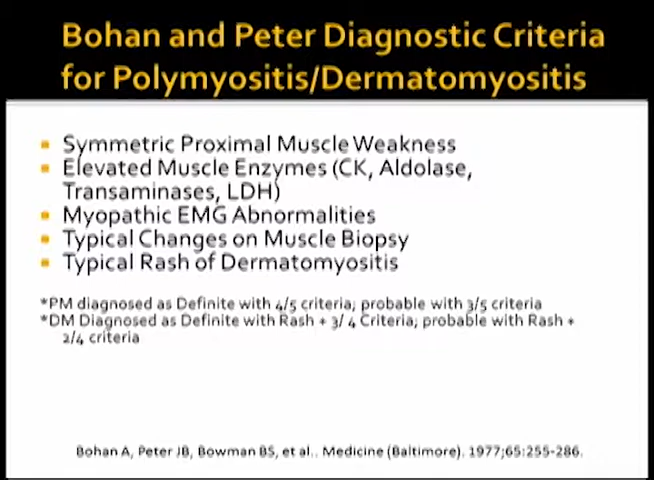 Bohan and Peter Diagnostic Criteria
for Polymyositis/Dermatomyositis
Symmetric Proximal Muscle Weakness
Elevated Muscle Enzymes (CK, Aldolase,
Transaminases, LDH)
Myopathic EMG Abnormalities
Typical Changes on Muscle Biopsy
Typical Rash of Dermatomyositis
*PM diagnosed as Definite with 4/5 criteria; probable with 3/5 criteria
*DM Diagnosed as Definite with Rash + 3/ 4 Criteria; probable with Rash +
2/4 criteria
Bohan A, Peter JB, Bowman BS, et al.. Medicine (Baltimore). 1977;65:255-286.